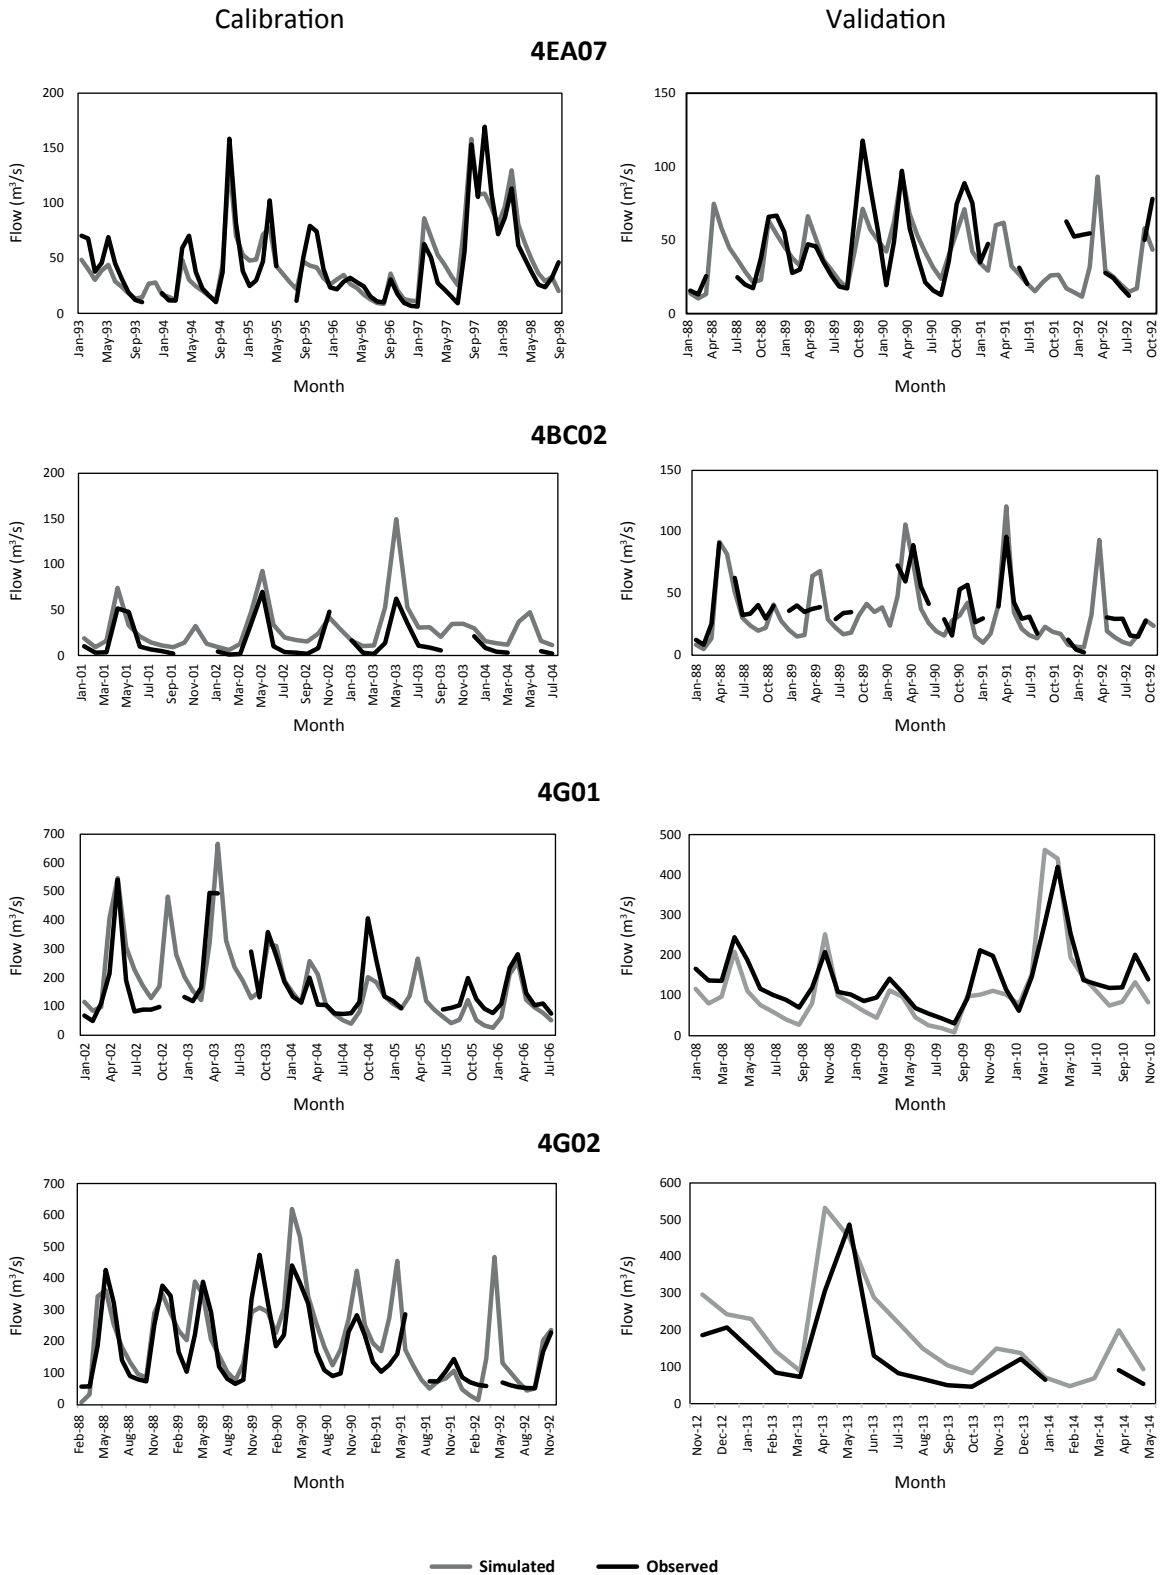 Calibration
Validation
4EA07
Flow (m³/s)
200
150
100
50
0
Jan-93
May-93
Sep-93
Jan-94
May-94
Sep-94
Jan-95
May-95
Sep-95
Jan-96
May-96
Sep-96
Jan-97
May-97
Sep-97
Jan-98
May-98
Sep-98
Month
Flow (m³/s)
150
100
50
0
Jan-88
Apr-88
Jul-88
Oct-88
Jan-89
Apr-89
Jul-89
Oct-89
Jan-90
Apr-90
Jul-90
Oct-90
Jan-91
Apr-91
Jul-91
Oct-91
Jan-92
Apr-92
Jul-92
Oct-92
Month
4BC02
Flow (m³/s)
200
150
100
50
0
Jan-01
Mar-01
May-01
Jul-01
Sep-01
Nov-01
Jan-02
Mar-02
May-02
Jul-02
Sep-02
Nov-02
Jan-03
Mar-03
May-03
Jul-03
Sep-03
Nov-03
Jan-04
Mar-04
May-04
Jul-04
Month
Flow (m³/s)
150
100
50
0
Jan-88
Apr-88
Jul-88
Oct-88
Jan-89
Apr-89
Jul-89
Oct-89
Jan-90
Apr-90
Jul-90
Oct-90
Jan-91
Apr-91
Jul-91
Oct-91
Jan-92
Apr-92
Jul-92
Oct-92
Month
4G01
Flow (m³/s)
700
600
500
400
300
200
100
0
Jan-02
Apr-02
Jul-02
Oct-02
Jan-03
Apr-03
Jul-03
Oct-03
Jan-04
Apr-04
Jul-04
Oct-04
Jan-05
Apr-05
Jul-05
Oct-05
Jan-06
Apr-06
Jul-06
Month
Flow (m³/s)
500
400
300
200
100
0
Jan-08
Mar-08
May-08
Jul-08
Sep-08
Nov-08
Jan-09
Mar-09
May-09
Jul-09
Sep-09
Nov-09
Jan-10
Mar-10
May-10
Jul-10
Sep-10
Nov-10
Month
4G02
Flow (m³/s)
700
600
500
400
300
200
100
0
Feb-88
May-88
Aug-88
Nov-88
Feb-89
May-89
Aug-89
Nov-89
Feb-90
May-90
Aug-90
Nov-90
Feb-91
May-91
Aug-91
Nov-91
Feb-92
May-92
Aug-92
Nov-92
Month
Flow (m³/s)
600
500
400
300
200
100
0
Nov-12
Dec-12
Jan-13
Feb-13
Mar-13
Apr-13
May-13
Jun-13
Jul-13
Aug-13
Sep-13
Oct-13
Nov-13
Dec-13
Jan-14
Feb-14
Mar-14
Apr-14
May-14
Month
Simulated
Observed